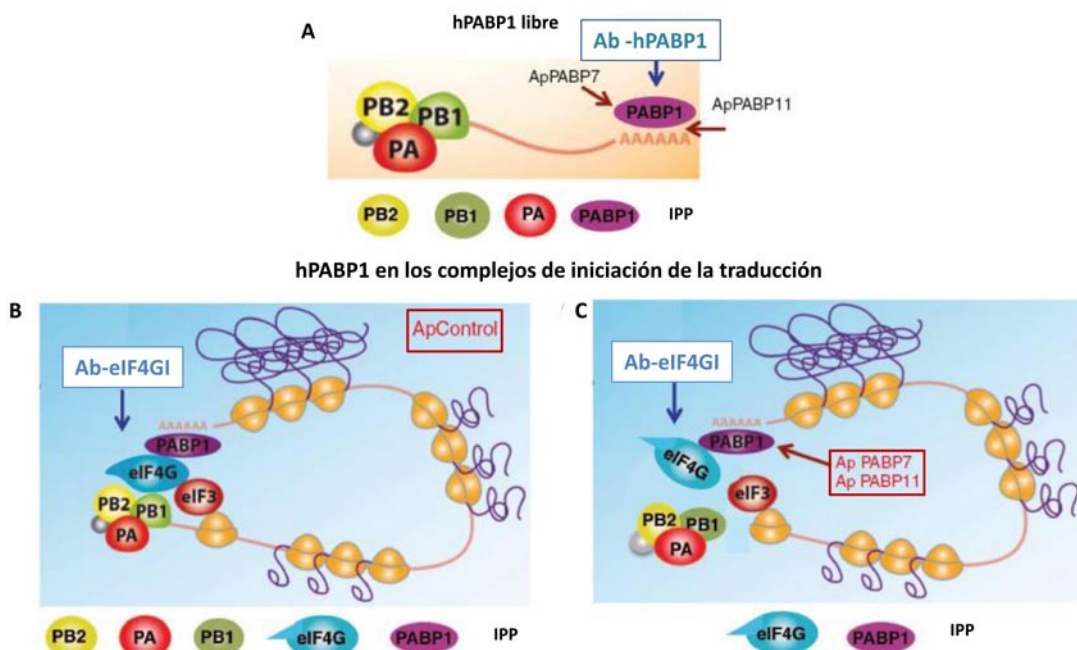 hPABP1 libre
A
Ab -hPABP1
ApPABP7
ApPABP11
PB2
PB1
PA
PABP1
AAAAAA
PB2
PB1
PA
PABP1
IPP
hPABP1 en los complejos de iniciación de la traducción
B
ApControl
Ab-eIF4GI
AAAAAA
PABP1
eIF4G
PB2
PB1
eIF3
PA
PB2
PA
PB1
eIF4G
PABP1
IPP
C
Ab-eIF4GI
AAAAAA
PABP1
eIF4G
Ap PABP7
Ap PABP11
eIF3
PB2
PB1
PA
eIF4G
PABP1
IPP